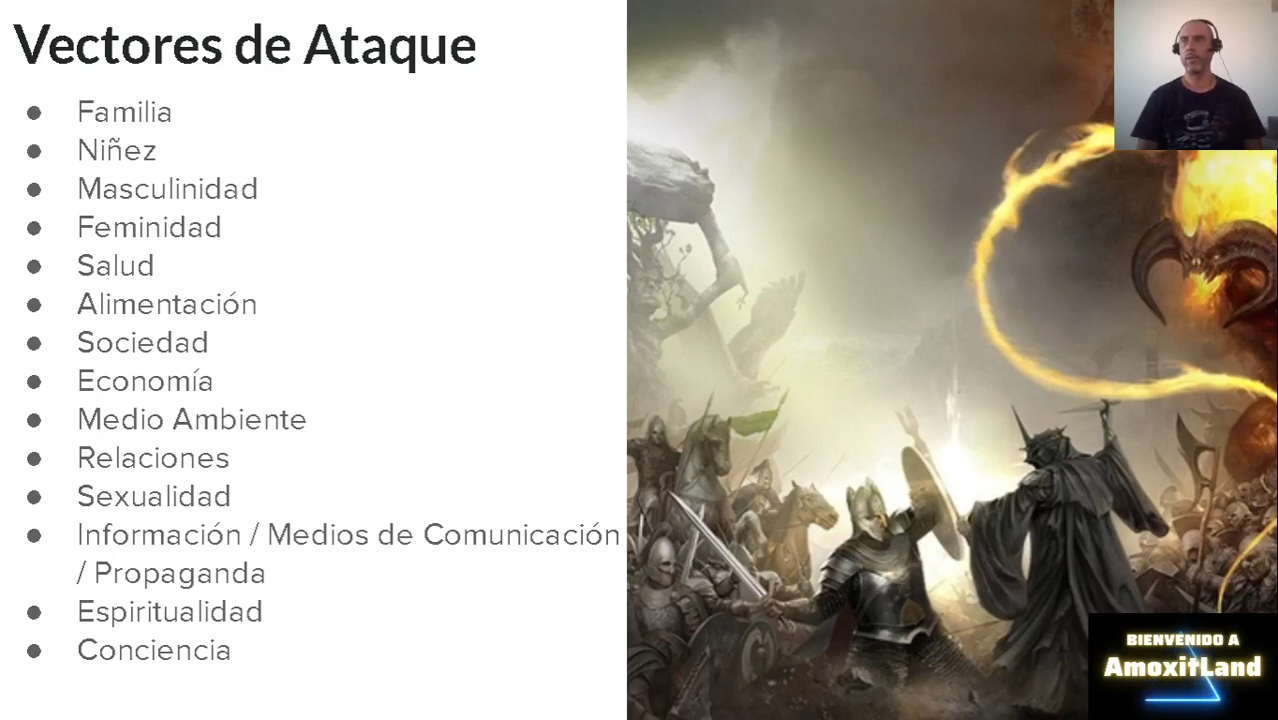 Vectores de Ataque
● Familia
● Niñez
● Masculinidad
● Feminidad
● Salud
● Alimentación
● Sociedad
● Economía
● Medio Ambiente
● Relaciones
● Sexualidad
● Información / Medios de Comunicación
/ Propaganda
● Espiritualidad
● Conciencia
BIENVENIDO A
AmoxitLand